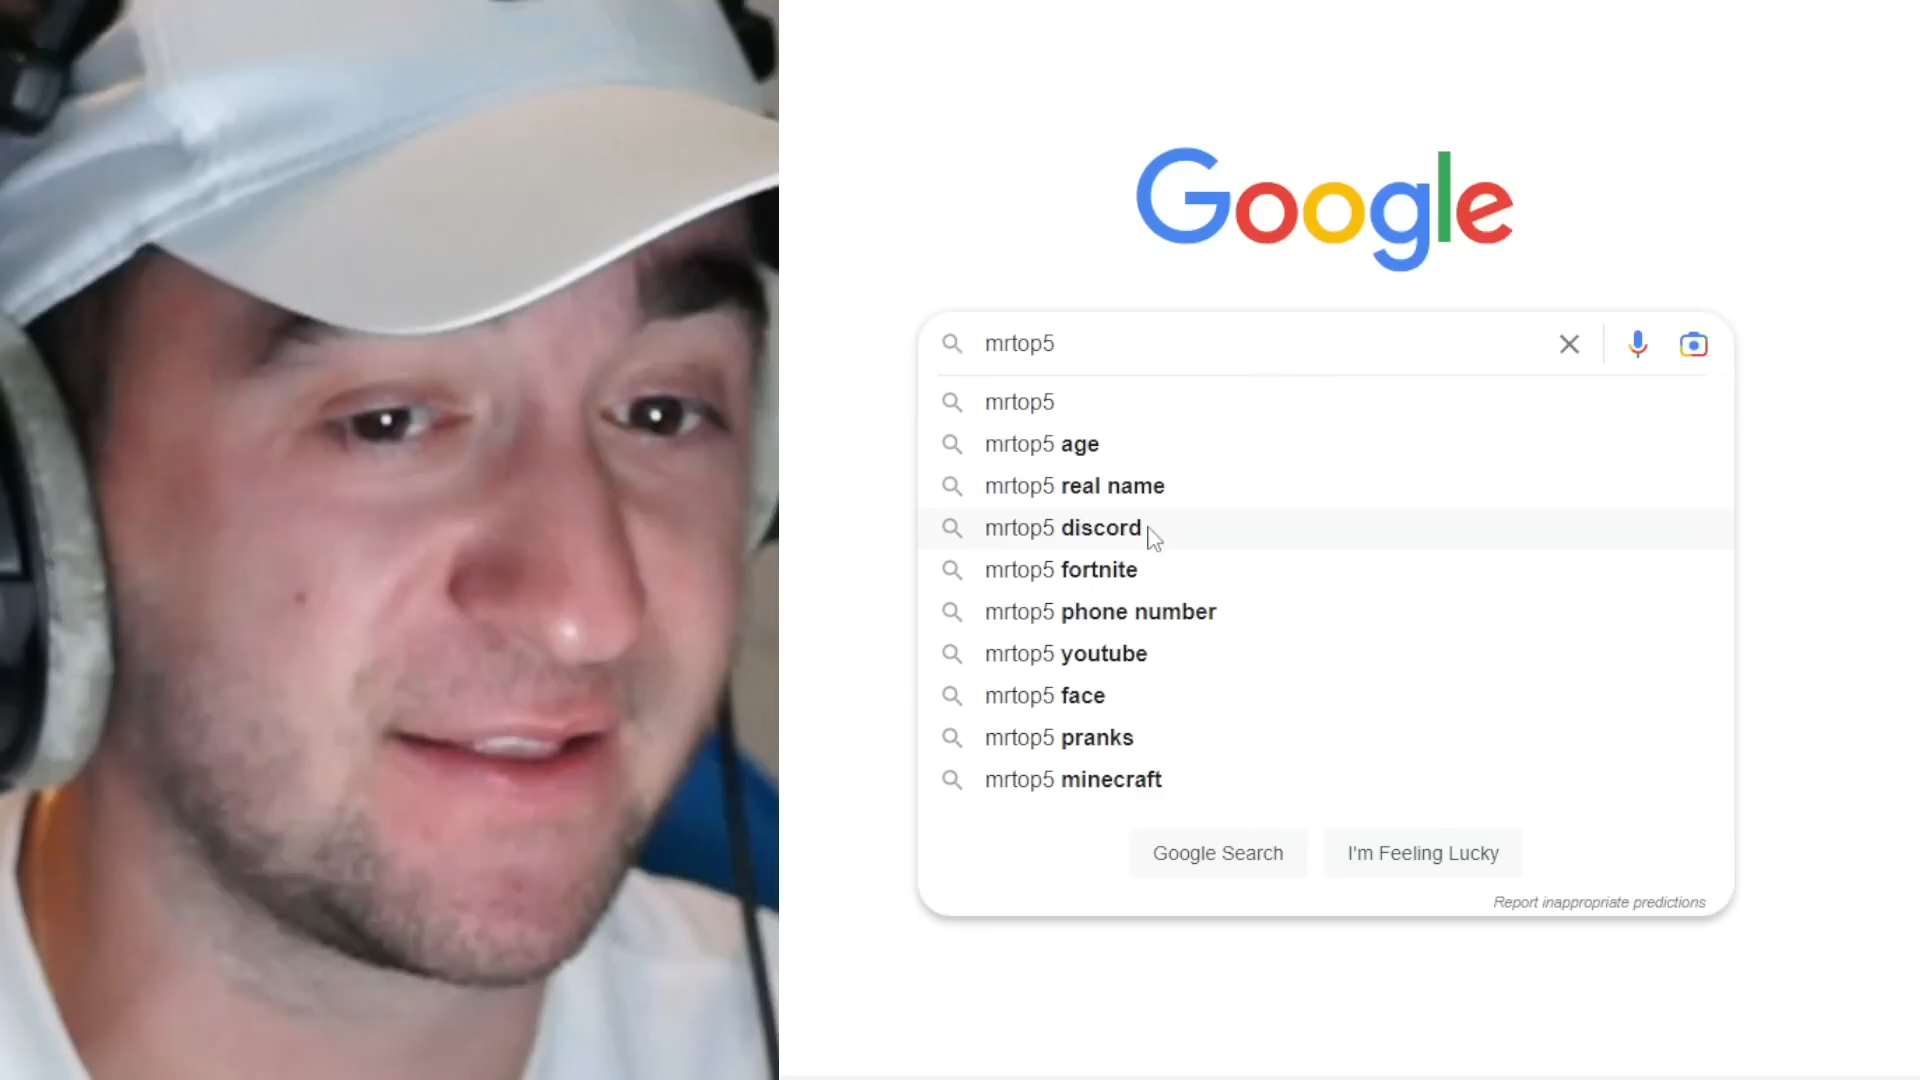 Google
mrtop5
mrtop5
mrtop5 age
mrtop5 real name
mrtop5 discord
mrtop5 fortnite
mrtop5 phone number
mrtop5 youtube
mrtop5 face
mrtop5 pranks
mrtop5 minecraft
Google Search
I'm Feeling Lucky
Report inappropriate predictions